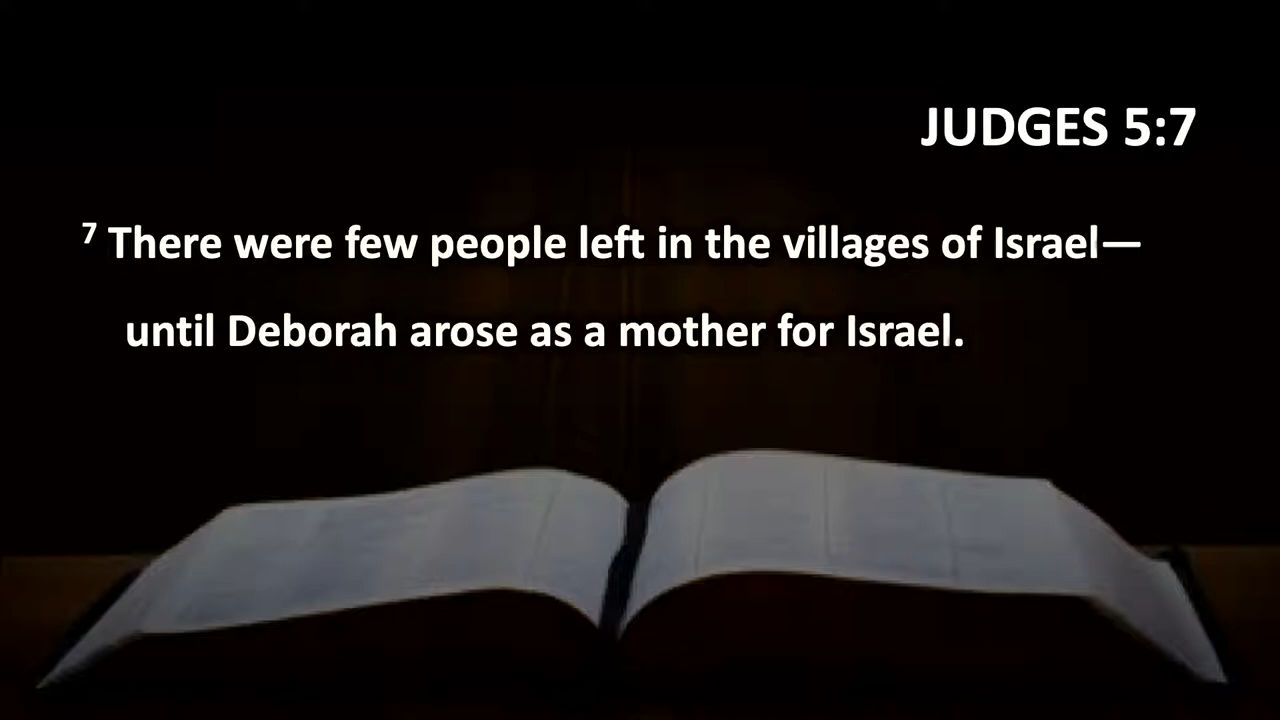 JUDGES 5:7
7 There were few people left in the villages of Israel—
until Deborah arose as a mother for Israel.